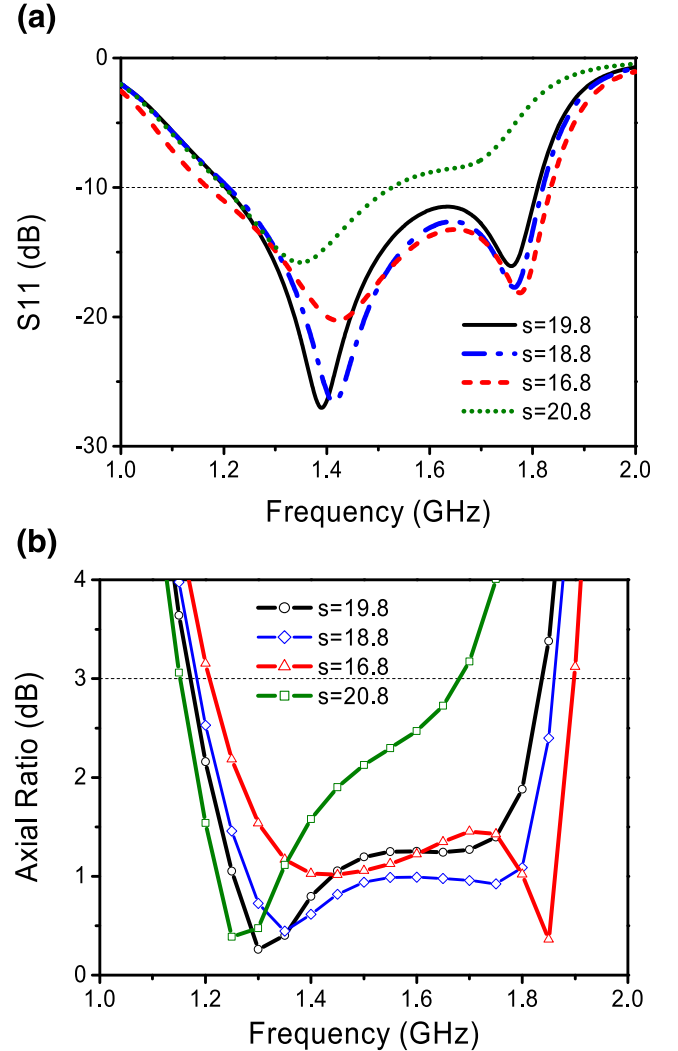 (a)
0
-10
-20
-30
S11 (dB)
s=19.8
s=18.8
s=16.8
s=20.8
1.0 1.2 1.4 1.6 1.8 2.0
Frequency (GHz)
(b)
4
3
2
1
0
Axial Ratio (dB)
s=19.8
s=18.8
s=16.8
s=20.8
1.0 1.2 1.4 1.6 1.8 2.0
Frequency (GHz)